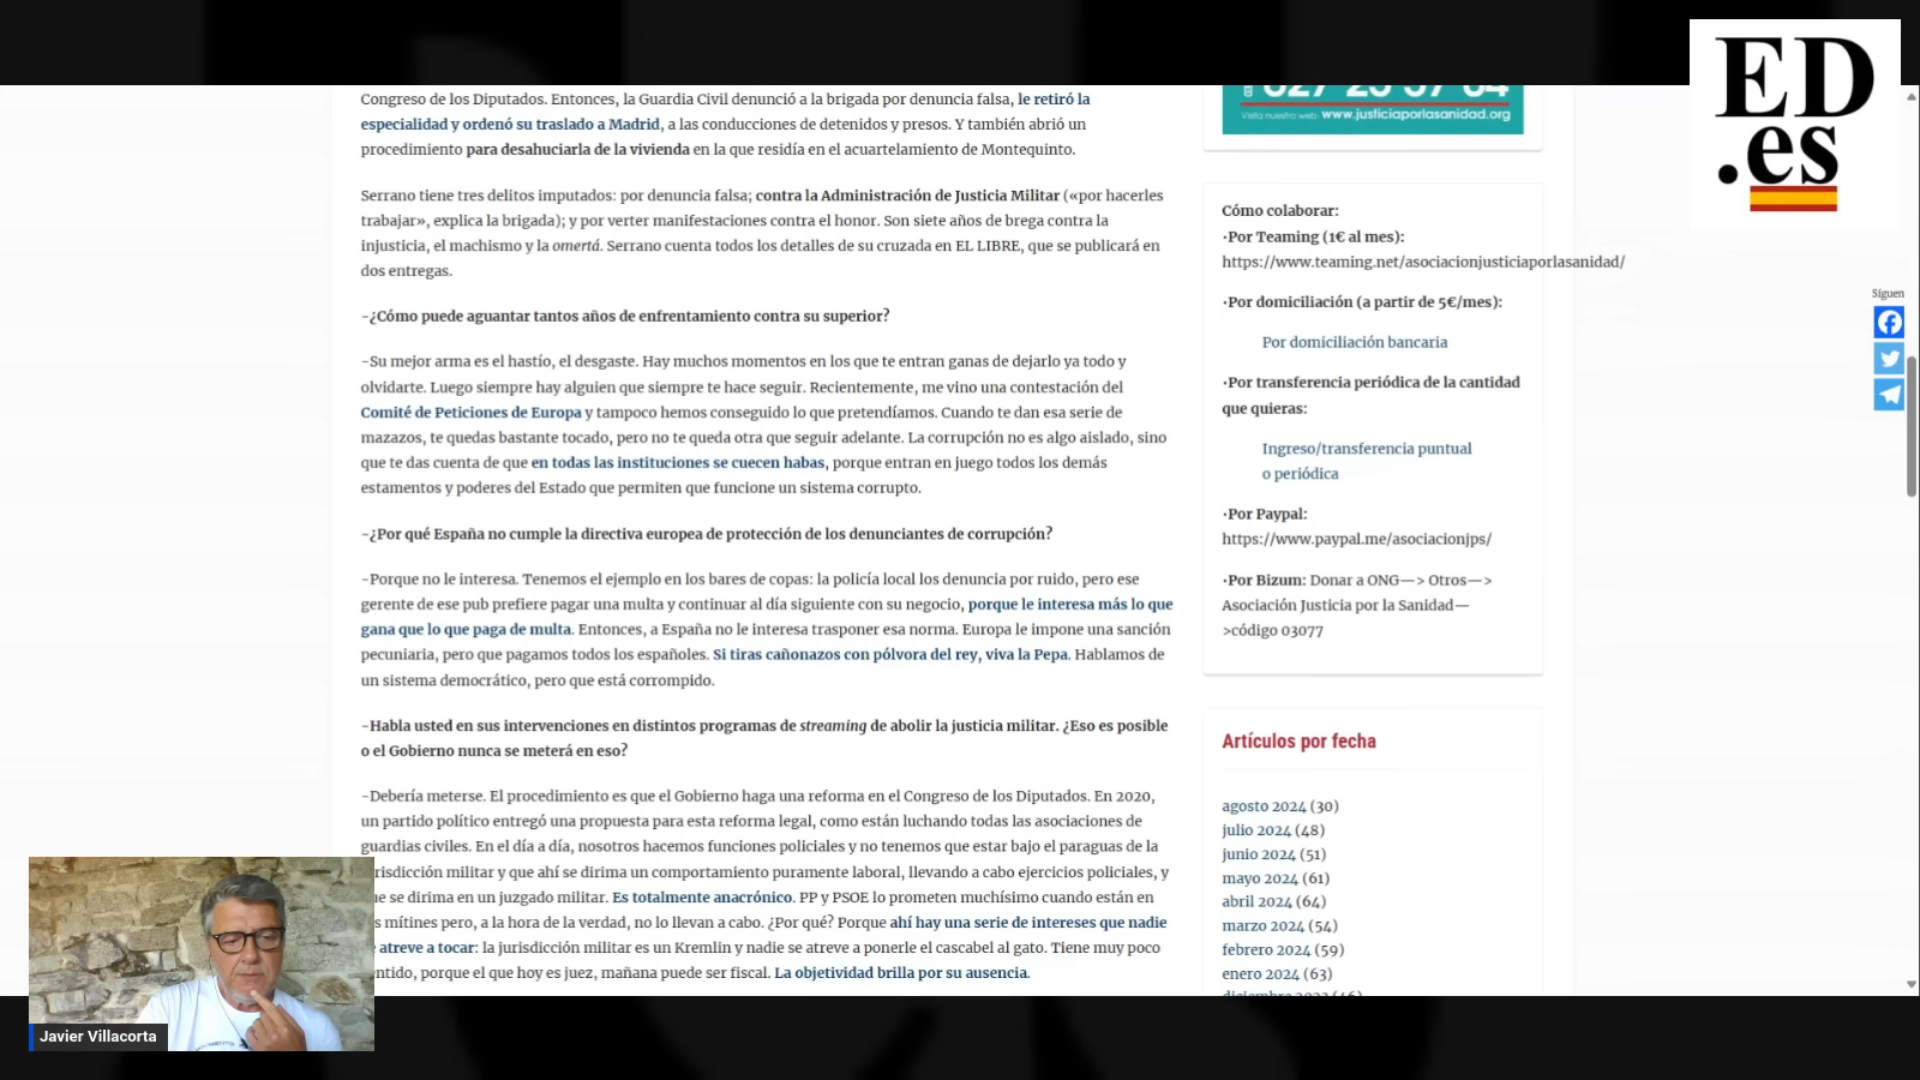 Congreso de los Diputados. Entonces, la Guardia Civil denunció a la brigada por denuncia falsa, le retiró la
especialidad y ordenó su traslado a Madrid, a las conducciones de detenidos y presos. Y también abrió un
procedimiento para desahuciarla de la vivienda en la que residía en el acuartelamiento de Montequinto.
Serrano tiene tres delitos imputados: por denuncia falsa; contra la Administración de Justicia Militar («por hacerles
trabajar», explica la brigada); y por verter manifestaciones contra el honor. Son siete años de brega contra la
injusticia, el machismo y la omertá. Serrano cuenta todos los detalles de su cruzada en EL LIBRE, que se publicará en
dos entregas.
-¿Cómo puede aguantar tantos años de enfrentamiento contra su superior?
-Su mejor arma es el hastío, el desgaste. Hay muchos momentos en los que te entran ganas de dejarlo ya todo y
olvidarte. Luego siempre hay alguien que siempre te hace seguir. Recientemente, me vino una contestación del
Comité de Peticiones de Europa y tampoco hemos conseguido lo que pretendíamos. Cuando te dan esa serie de
mazazos, te quedas bastante tocado, pero no te queda otra que seguir adelante. La corrupción no es algo aislado, sino
que te das cuenta de que en todas las instituciones se cuecen habas, porque entran en juego todos los demás
estamentos y poderes del Estado que permiten que funcione un sistema corrupto.
-¿Por qué España no cumple la directiva europea de protección de los denunciantes de corrupción?
-Porque no le interesa. Tenemos el ejemplo en los bares de copas: la policía local los denuncia por ruido, pero ese
gerente de ese pub prefiere pagar una multa y continuar al día siguiente con su negocio, porque le interesa más lo que
gana que lo que paga de multa. Entonces, a España no le interesa trasponer esa norma. Europa le impone una sanción
pecuniaria, pero que pagamos todos los españoles. Si tiras cañonazos con pólvora del rey, viva la Pepa. Hablamos de
un sistema democrático, pero que está corrompido.
-Habla usted en sus intervenciones en distintos programas de streaming de abolir la justicia militar. ¿Eso es posible
o el Gobierno nunca se meterá en eso?
-Debería meterse. El procedimiento es que el Gobierno haga una reforma en el Congreso de los Diputados. En 2020,
un partido político entregó una propuesta para esta reforma legal, como están luchando todas las asociaciones de
guardias civiles. En el día a día, nosotros hacemos funciones policiales y no tenemos que estar bajo el paraguas de la
risdicción militar y que ahí se dirima un comportamiento puramente laboral, llevando a cabo ejercicios policiales, y
e se dirima en un juzgado militar. Es totalmente anacrónico. PP y PSOE lo prometen muchísimo cuando están en
s mítines pero, a la hora de la verdad, no lo llevan a cabo. ¿Por qué? Porque ahí hay una serie de intereses que nadie
atreve a tocar: la jurisdicción militar es un Kremlin y nadie se atreve a ponerle el cascabel al gato. Tiene muy poco
ntido, porque el que hoy es juez, mañana puede ser fiscal. La objetividad brilla por su ausencia.
Visita nuestra web: www.justiciaporlasanidad.org
Cómo colaborar:
·Por Teaming (1€ al mes):
https://www.teaming.net/asociacionjusticiaporlasanidad/
·Por domiciliación (a partir de 5€/mes):
Por domiciliación bancaria
·Por transferencia periódica de la cantidad
que quieras:
Ingreso/transferencia puntual
o periódica
·Por Paypal:
https://www.paypal.me/asociacionjps/
·Por Bizum: Donar a ONG—> Otros—>
Asociación Justicia por la Sanidad—
>código 03077
Artículos por fecha
agosto 2024 (30)
julio 2024 (48)
junio 2024 (51)
mayo 2024 (61)
abril 2024 (64)
marzo 2024 (54)
febrero 2024 (59)
enero 2024 (63)
ED
.es
Síguen
Javier Villacorta